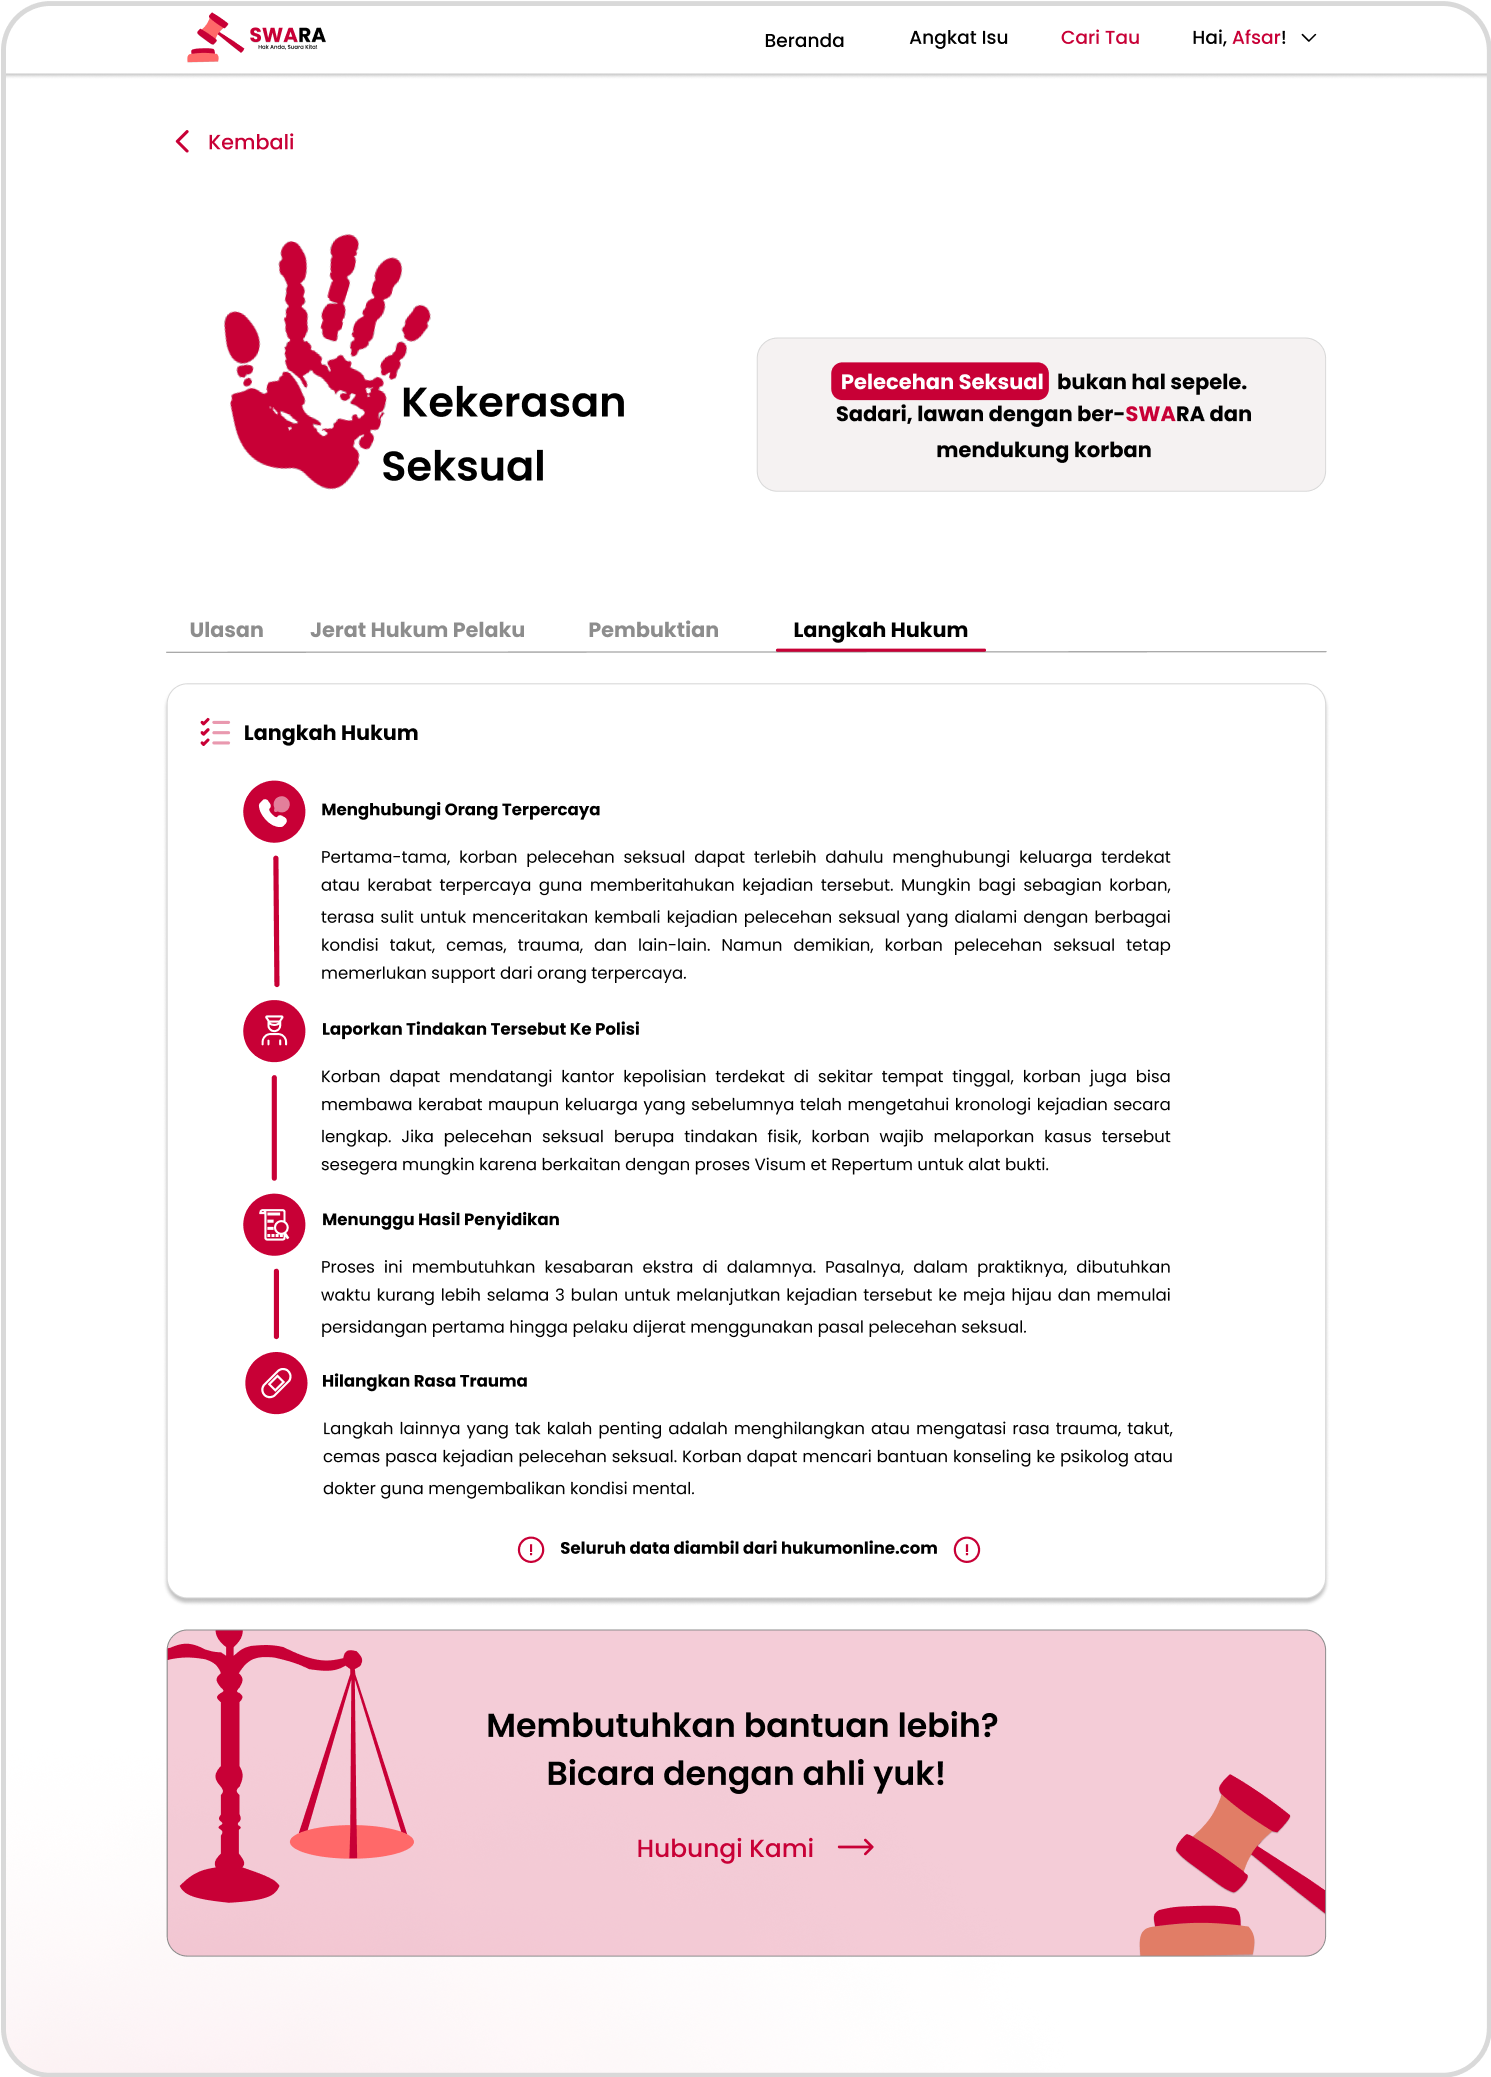 SWARA
Hak Anda, Suara Kita!
Beranda
Angkat Isu
Cari Tau
Hai, Afsar!
Kembali
Kekerasan
Seksual
Pelecehan Seksual bukan hal sepele.
Sadari, lawan dengan ber-SWARA dan
mendukung korban
Ulasan
Jerat Hukum Pelaku
Pembuktian
Langkah Hukum
Langkah Hukum
Menghubungi Orang Terpercaya
Pertama-tama, korban pelecehan seksual dapat terlebih dahulu menghubungi keluarga terdekat
atau kerabat terpercaya guna memberitahukan kejadian tersebut. Mungkin bagi sebagian korban,
terasa sulit untuk menceritakan kembali kejadian pelecehan seksual yang dialami dengan berbagai
kondisi takut, cemas, trauma, dan lain-lain. Namun demikian, korban pelecehan seksual tetap
memerlukan support dari orang terpercaya.
Laporkan Tindakan Tersebut Ke Polisi
Korban dapat mendatangi kantor kepolisian terdekat di sekitar tempat tinggal, korban juga bisa
membawa kerabat maupun keluarga yang sebelumnya telah mengetahui kronologi kejadian secara
lengkap. Jika pelecehan seksual berupa tindakan fisik, korban wajib melaporkan kasus tersebut
sesegera mungkin karena berkaitan dengan proses Visum et Repertum untuk alat bukti.
Menunggu Hasil Penyidikan
Proses ini membutuhkan kesabaran ekstra di dalamnya. Pasalnya, dalam praktiknya, dibutuhkan
waktu kurang lebih selama 3 bulan untuk melanjutkan kejadian tersebut ke meja hijau dan memulai
persidangan pertama hingga pelaku dijerat menggunakan pasal pelecehan seksual.
Hilangkan Rasa Trauma
Langkah lainnya yang tak kalah penting adalah menghilangkan atau mengatasi rasa trauma, takut,
cemas pasca kejadian pelecehan seksual. Korban dapat mencari bantuan konseling ke psikolog atau
dokter guna mengembalikan kondisi mental.
Seluruh data diambil dari hukumonline.com
Membutuhkan bantuan lebih?
Bicara dengan ahli yuk!
Hubungi Kami